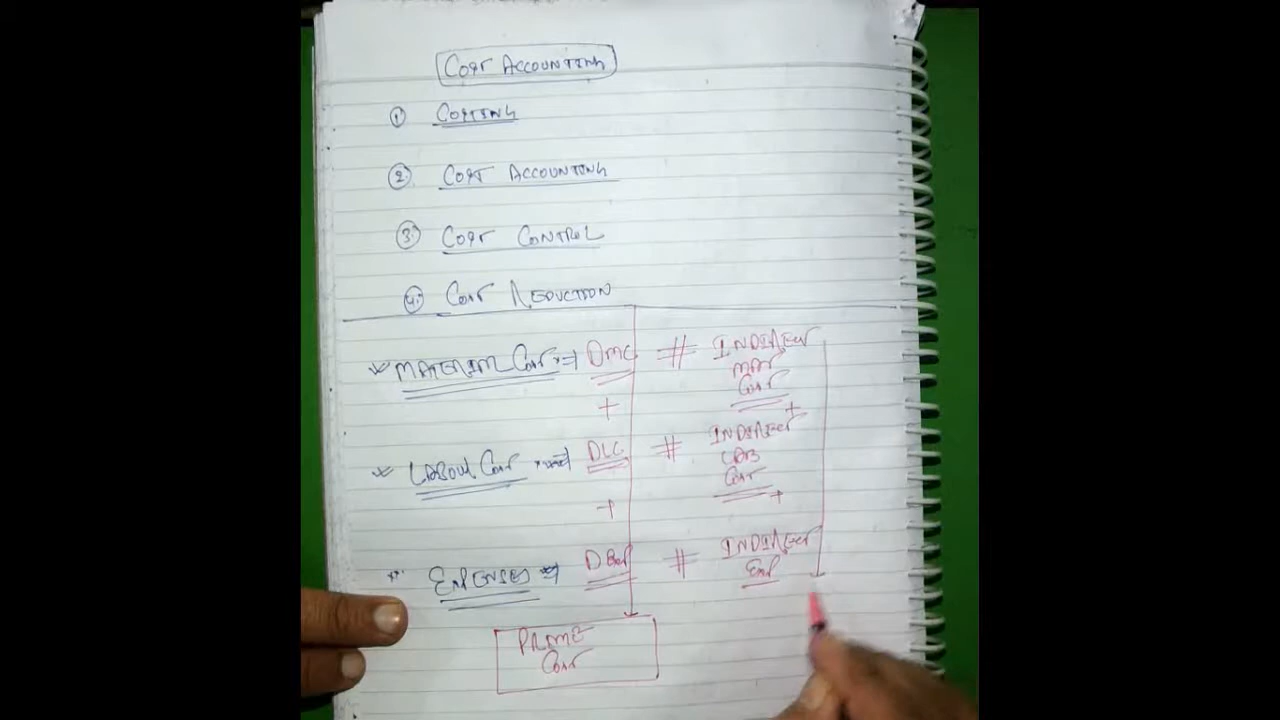 COST ACCOUNTING
① COSTING
② COST ACCOUNTING
③ COST CONTROL
④ COST REDUCTION
* MATERIAL COST => DMC # INDIRECT
MAT
COST
+ +
* LABOUR COST => DLC # INDIRECT
LAB
COST
+ +
* EXPENSES => DExp # INDIRECT
Exp
PRIME
COST